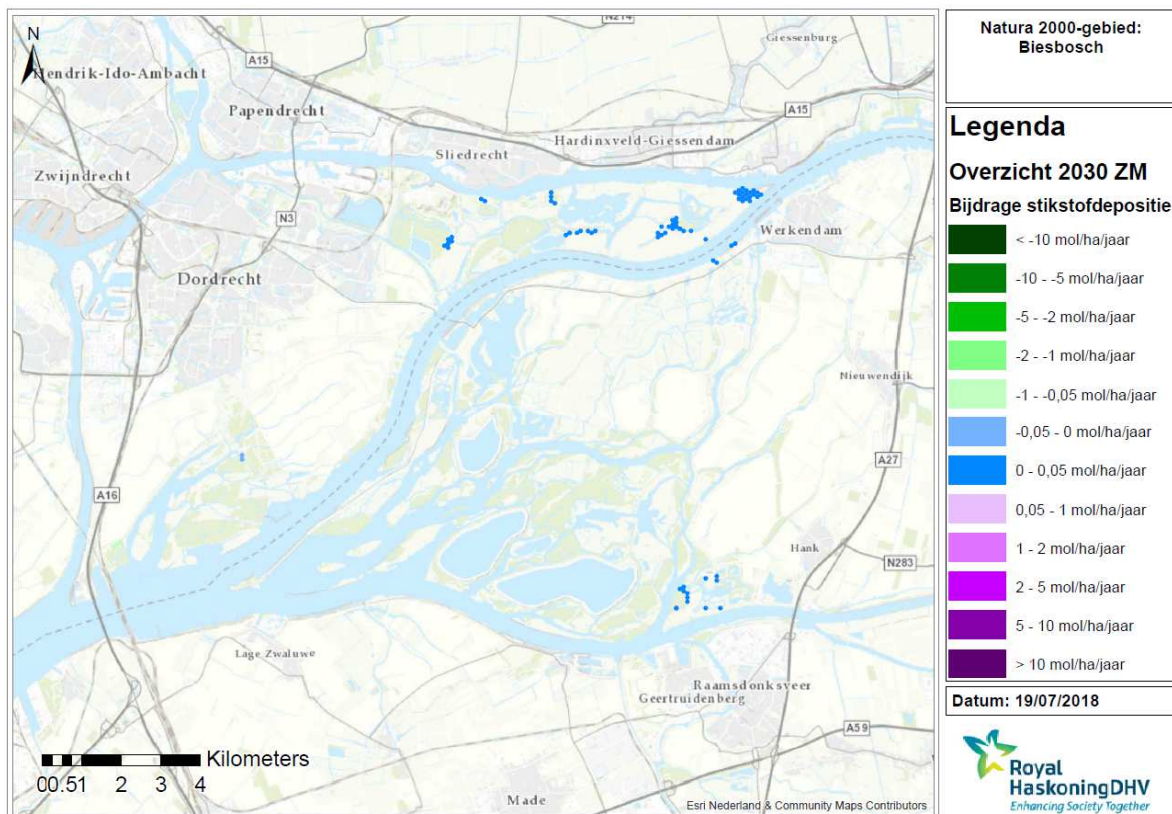 N
N214
Giessenburg
A15
Hendrik-Ido-Ambacht
Papendrecht
A15
Hardinxveld-Giessendam
Sliedrecht
Zwijndrecht
N3
Werkendam
Dordrecht
Nieuwendijk
A27
A16
Hank
N283
Lage Zwaluwe
Raamsdonksveer
Geertruidenberg
A59
Kilometers
0 0.5 1 2 3 4
Made
Esri Nederland & Community Maps Contributors
Natura 2000-gebied:
Biesbosch
Legenda
Overzicht 2030 ZM
Bijdrage stikstofdepositie
< -10 mol/ha/jaar
-10 - -5 mol/ha/jaar
-5 - -2 mol/ha/jaar
-2 - -1 mol/ha/jaar
-1 - -0,05 mol/ha/jaar
-0,05 - 0 mol/ha/jaar
0 - 0,05 mol/ha/jaar
0,05 - 1 mol/ha/jaar
1 - 2 mol/ha/jaar
2 - 5 mol/ha/jaar
5 - 10 mol/ha/jaar
> 10 mol/ha/jaar
Datum: 19/07/2018
Royal
HaskoningDHV
Enhancing Society Together